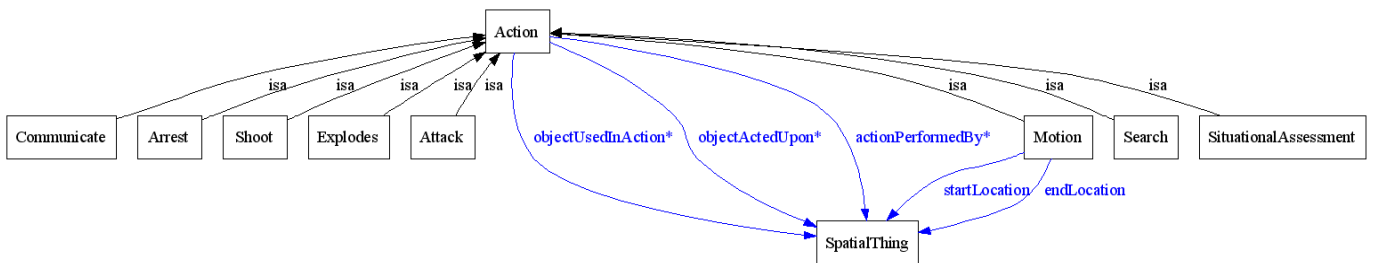 Action
isa isa isa isa isa isa isa isa
Communicate Arrest Shoot Explodes Attack objectUsedInAction* objectActedUpon* actionPerformedBy* Motion Search SituationalAssessment
startLocation endLocation
SpatialThing